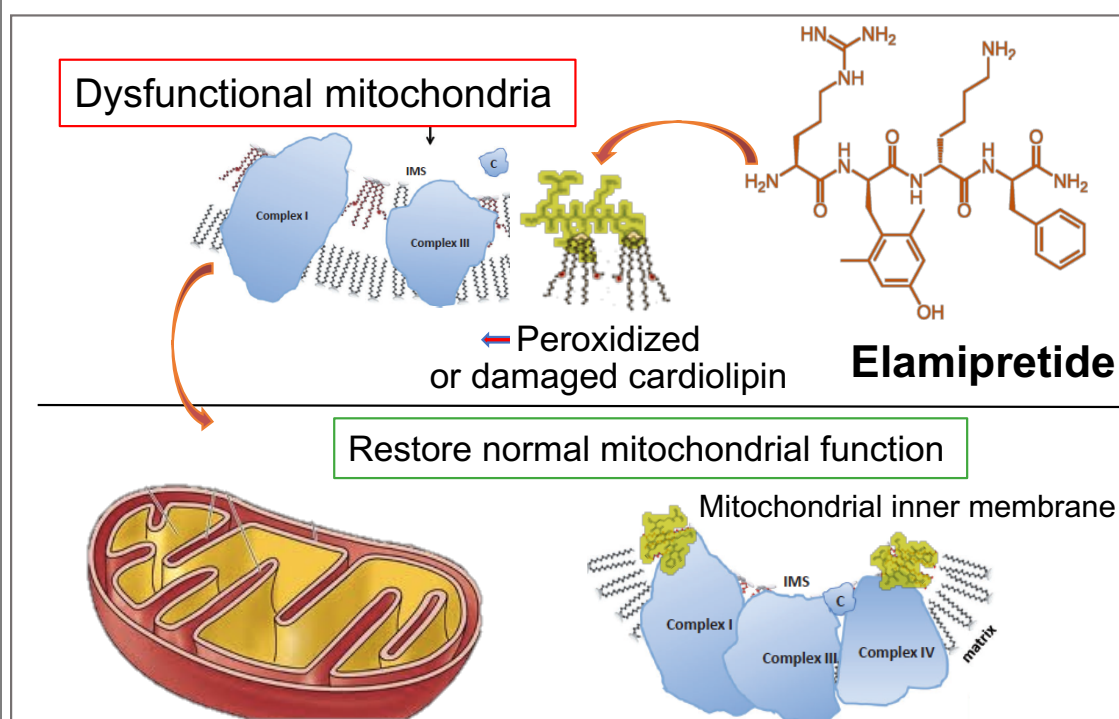 Dysfunctional mitochondria
HN
NH₂
NH
NH₂
H₂N
O
H
N
O
N
H
O
H
N
O
O
NH₂
OH
IMS
C
Complex I
Complex III
Peroxidized
or damaged cardiolipin
Elamipretide
Restore normal mitochondrial function
Mitochondrial inner membrane
IMS
C
Complex I
Complex III
Complex IV
matrix